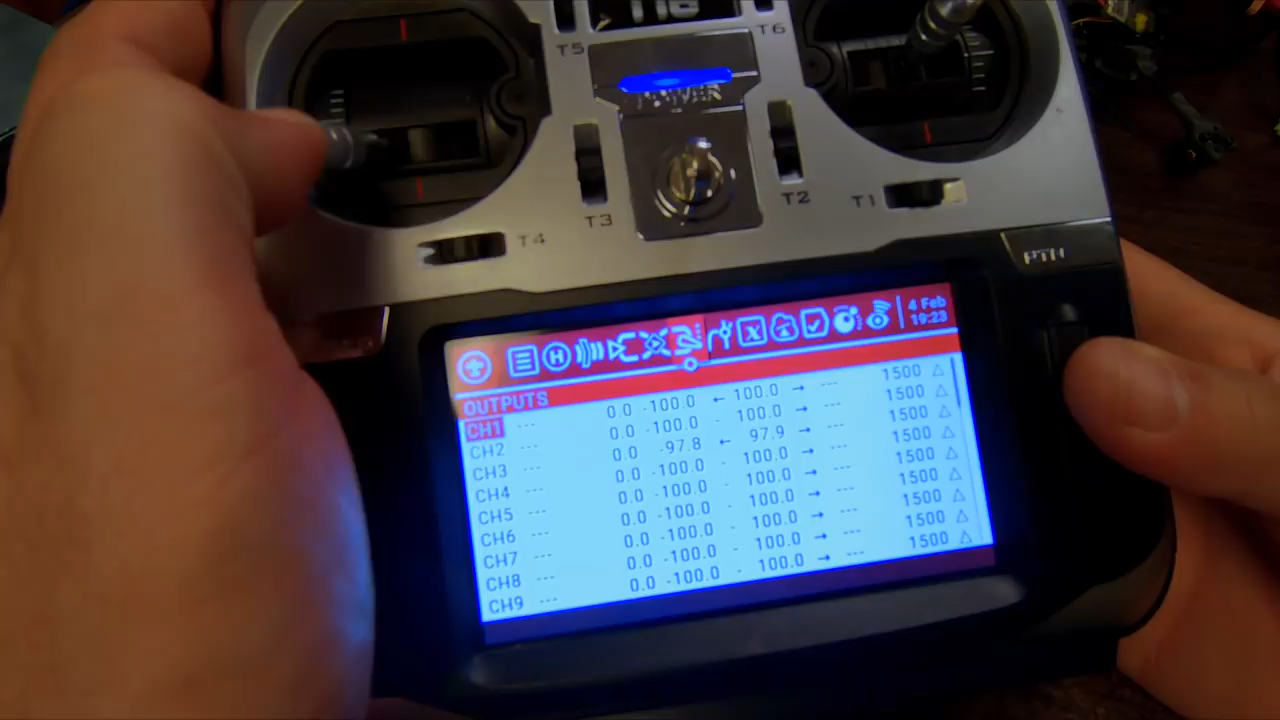 T5
T6
T3
T2
T1
T4
PTN
4 Feb
19:23
OUTPUTS
CH1 --- 0.0 -100.0 ← 100.0 → --- 1500 △
CH2 --- 0.0 -100.0 - 100.0 → --- 1500 △
CH3 --- 0.0 -97.8 ← 97.9 → --- 1500 △
CH4 --- 0.0 -100.0 - 100.0 → --- 1500 △
CH5 --- 0.0 -100.0 - 100.0 → --- 1500 △
CH6 --- 0.0 -100.0 - 100.0 → --- 1500 △
CH7 --- 0.0 -100.0 - 100.0 → --- 1500 △
CH8 --- 0.0 -100.0 - 100.0 → --- 1500 △
CH9 --- 0.0 -100.0 - 100.0 → --- 1500 △